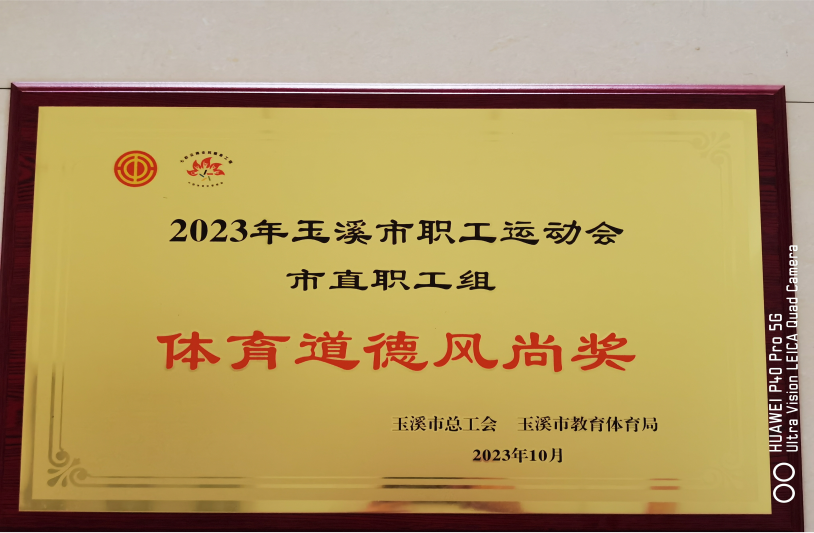 2023年玉溪市职工运动会
市直职工组
体育道德风尚奖
玉溪市总工会 玉溪市教育体育局
2023年10月
HUAWEI P40 Pro 5G
Ultra Vision LEICA Quad Camera